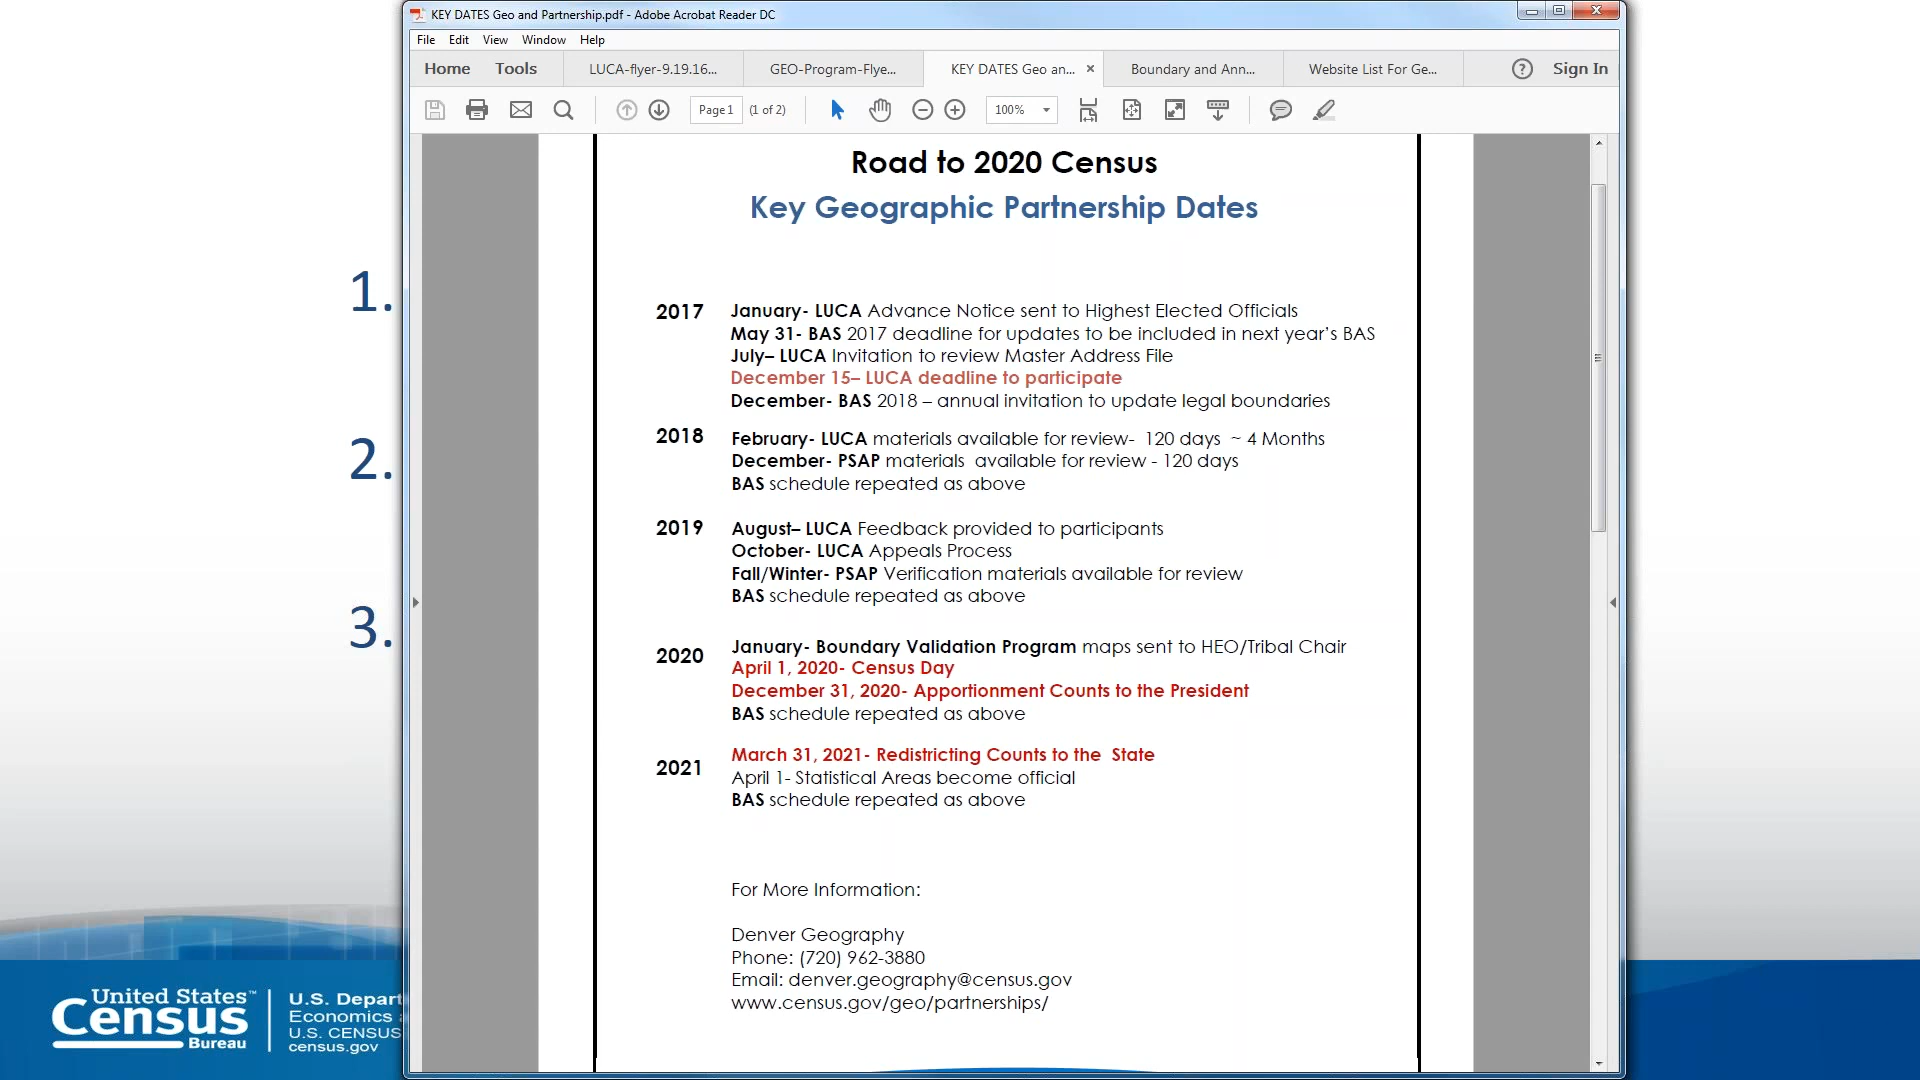 KEY DATES Geo and Partnership.pdf - Adobe Acrobat Reader DC
File Edit View Window Help
Home Tools LUCA-flyer-9.19.16... GEO-Program-Flye... KEY DATES Geo an... × Boundary and Ann... Website List For Ge... ? Sign In
Page 1 (1 of 2) 100%
Road to 2020 Census
Key Geographic Partnership Dates
1.
2.
3.
2017 January- LUCA Advance Notice sent to Highest Elected Officials
May 31- BAS 2017 deadline for updates to be included in next year's BAS
July– LUCA Invitation to review Master Address File
December 15– LUCA deadline to participate
December- BAS 2018 – annual invitation to update legal boundaries
2018 February- LUCA materials available for review-  120 days  ~ 4 Months
December- PSAP materials  available for review - 120 days
BAS schedule repeated as above
2019 August– LUCA Feedback provided to participants
October- LUCA Appeals Process
Fall/Winter- PSAP Verification materials available for review
BAS schedule repeated as above
2020 January- Boundary Validation Program maps sent to HEO/Tribal Chair
April 1, 2020- Census Day
December 31, 2020- Apportionment Counts to the President
BAS schedule repeated as above
2021 March 31, 2021- Redistricting Counts to the  State
April 1- Statistical Areas become official
BAS schedule repeated as above
For More Information:
Denver Geography
Phone: (720) 962-3880
Email: denver.geography@census.gov
www.census.gov/geo/partnerships/
United States™
Census
Bureau
U.S. Depart
Economics
U.S. CENSUS
census.gov